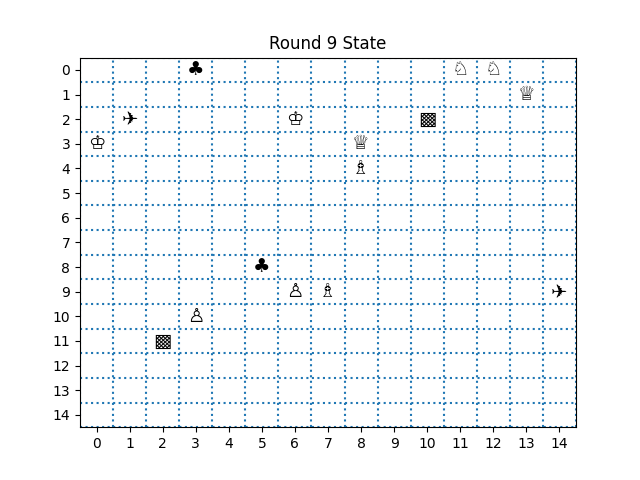 Round 9 State
0 ♣ ♘ ♘
1 ♕
2 ✈ ♔ ▩
3 ♔ ♕
4 ♗
5
6
7
8 ♣
9 ♙ ♗ ✈
10 ♙
11 ▩
12
13
14
0 1 2 3 4 5 6 7 8 9 10 11 12 13 14